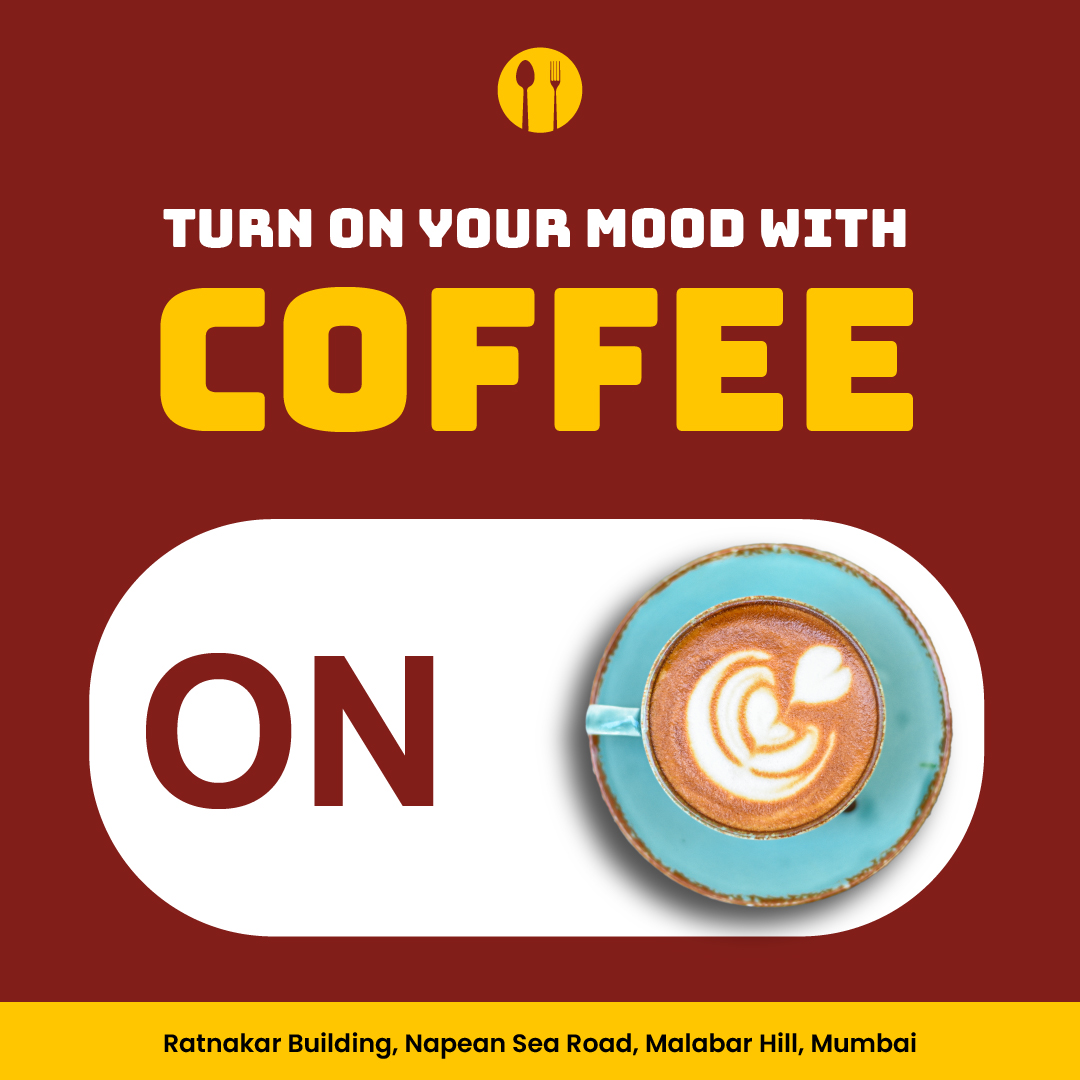 TURN ON YOUR MOOD WITH
COFFEE
ON
Ratnakar Building, Napean Sea Road, Malabar Hill, Mumbai